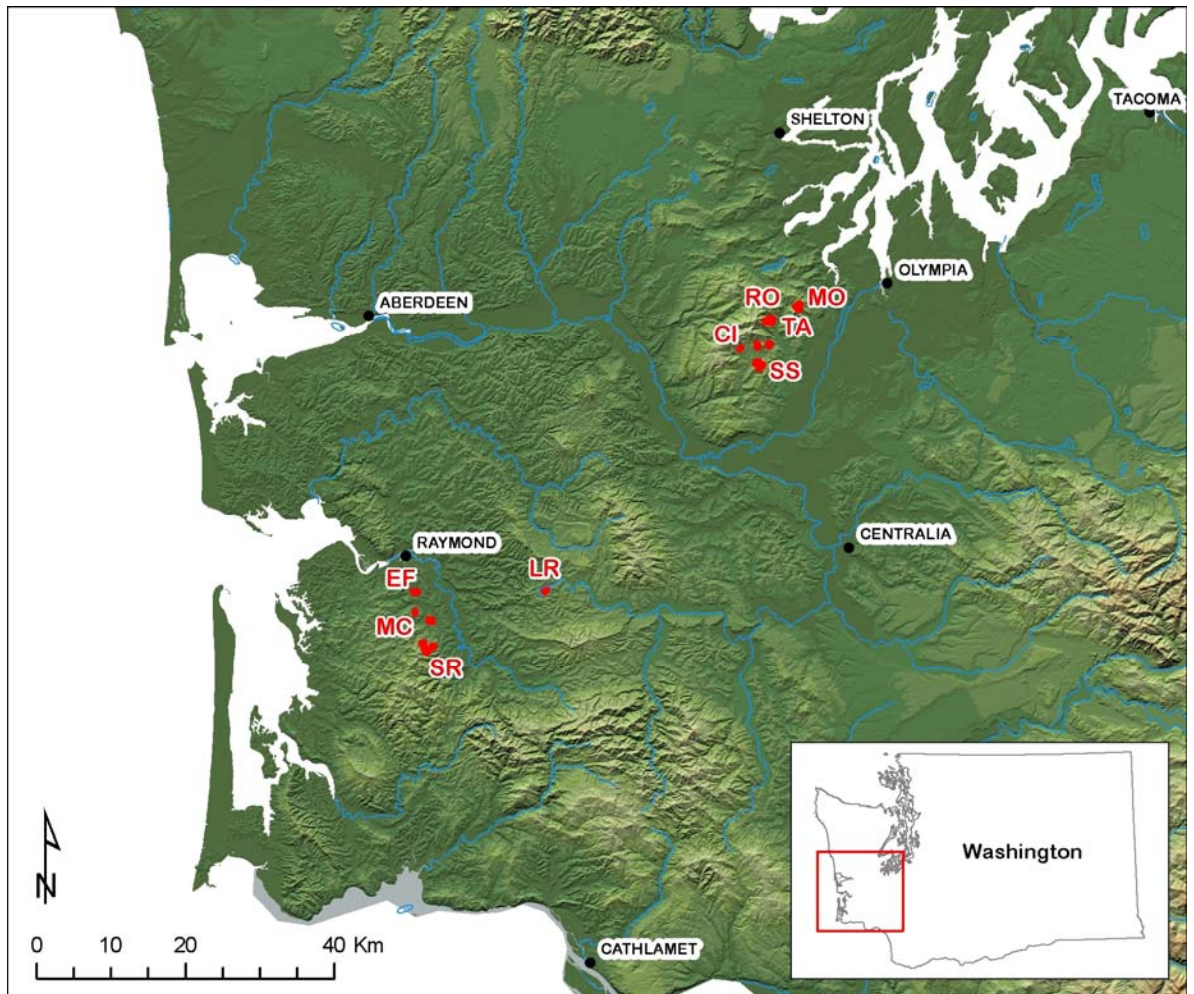 TACOMA
SHELTON
OLYMPIA
ABERDEEN
RO
MO
TA
CI
SS
RAYMOND
CENTRALIA
EF
LR
MC
SR
Washington
N
0 10 20 40 Km
CATHLAMET